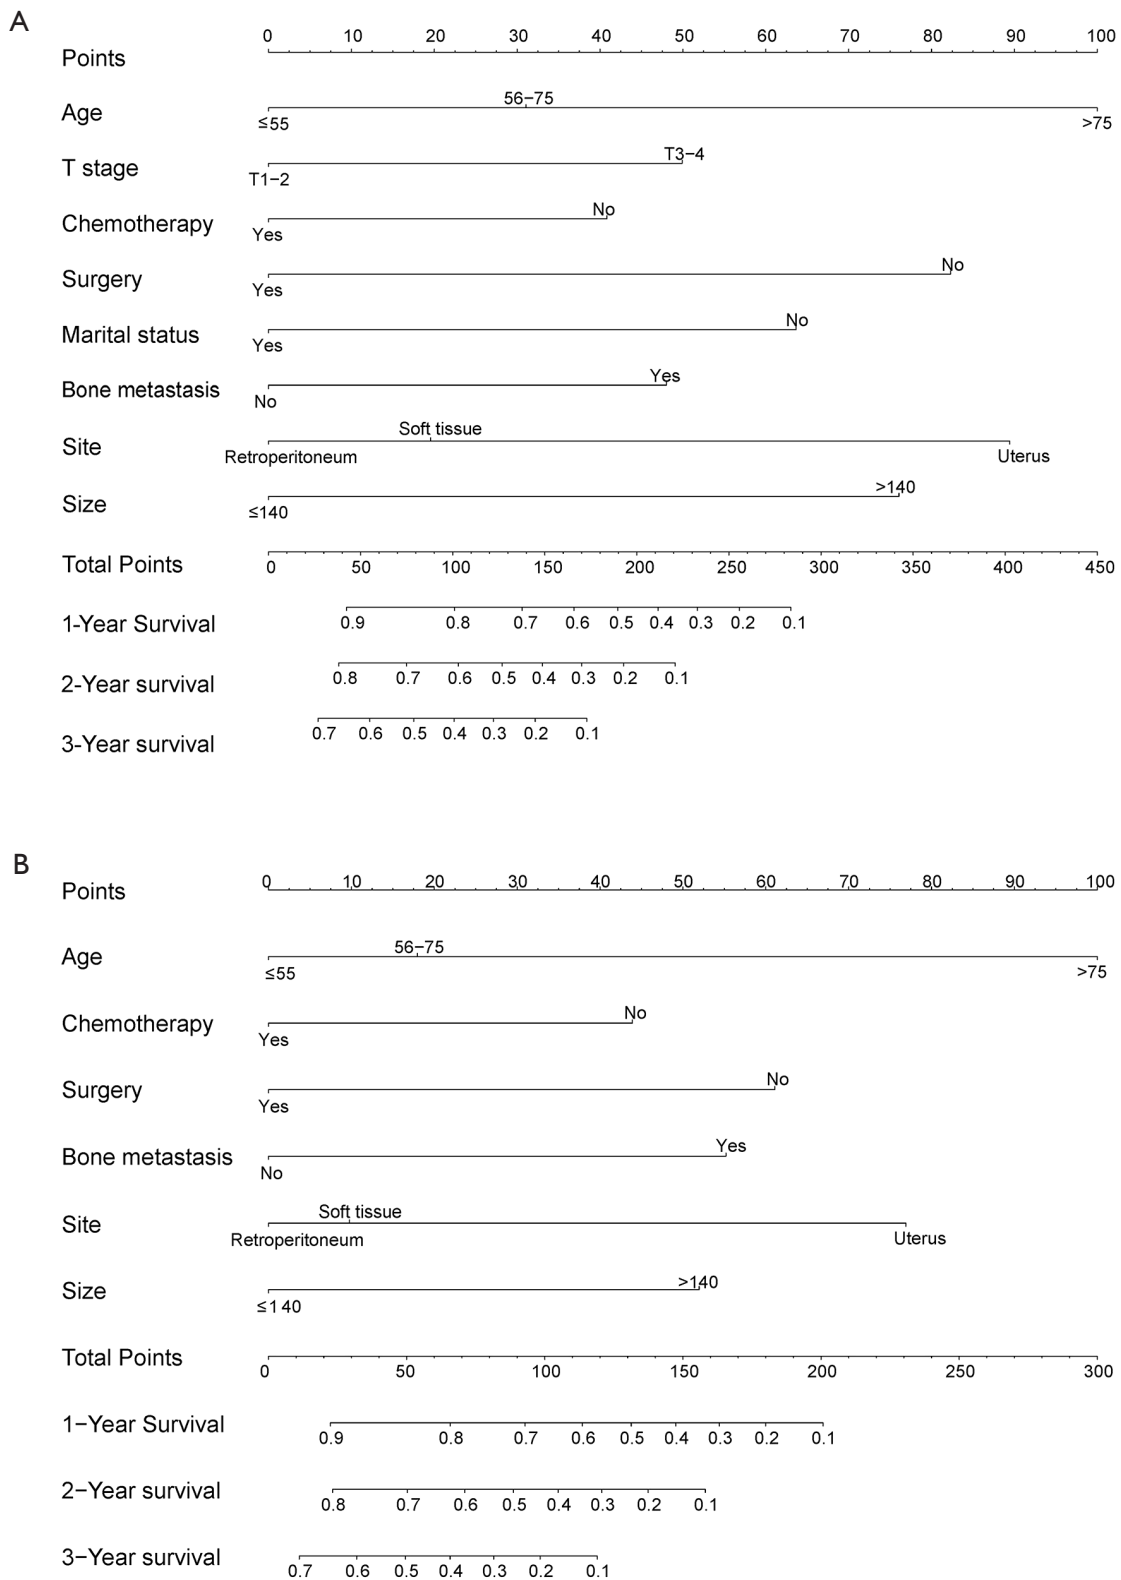 A
0 10 20 30 40 50 60 70 80 90 100
Points
56−75
Age
≤55 >75
T3−4
T stage
T1−2
No
Chemotherapy
Yes
No
Surgery
Yes
No
Marital status
Yes
Yes
Bone metastasis
No
Soft tissue
Site
Retroperitoneum Uterus
>140
Size
≤140
Total Points
0 50 100 150 200 250 300 350 400 450
1-Year Survival
0.9 0.8 0.7 0.6 0.5 0.4 0.3 0.2 0.1
2-Year survival
0.8 0.7 0.6 0.5 0.4 0.3 0.2 0.1
3-Year survival
0.7 0.6 0.5 0.4 0.3 0.2 0.1
B
0 10 20 30 40 50 60 70 80 90 100
Points
56−75
Age
≤55 >75
No
Chemotherapy
Yes
No
Surgery
Yes
Yes
Bone metastasis
No
Soft tissue
Site
Retroperitoneum Uterus
>140
Size
≤140
Total Points
0 50 100 150 200 250 300
1−Year Survival
0.9 0.8 0.7 0.6 0.5 0.4 0.3 0.2 0.1
2−Year survival
0.8 0.7 0.6 0.5 0.4 0.3 0.2 0.1
3−Year survival
0.7 0.6 0.5 0.4 0.3 0.2 0.1